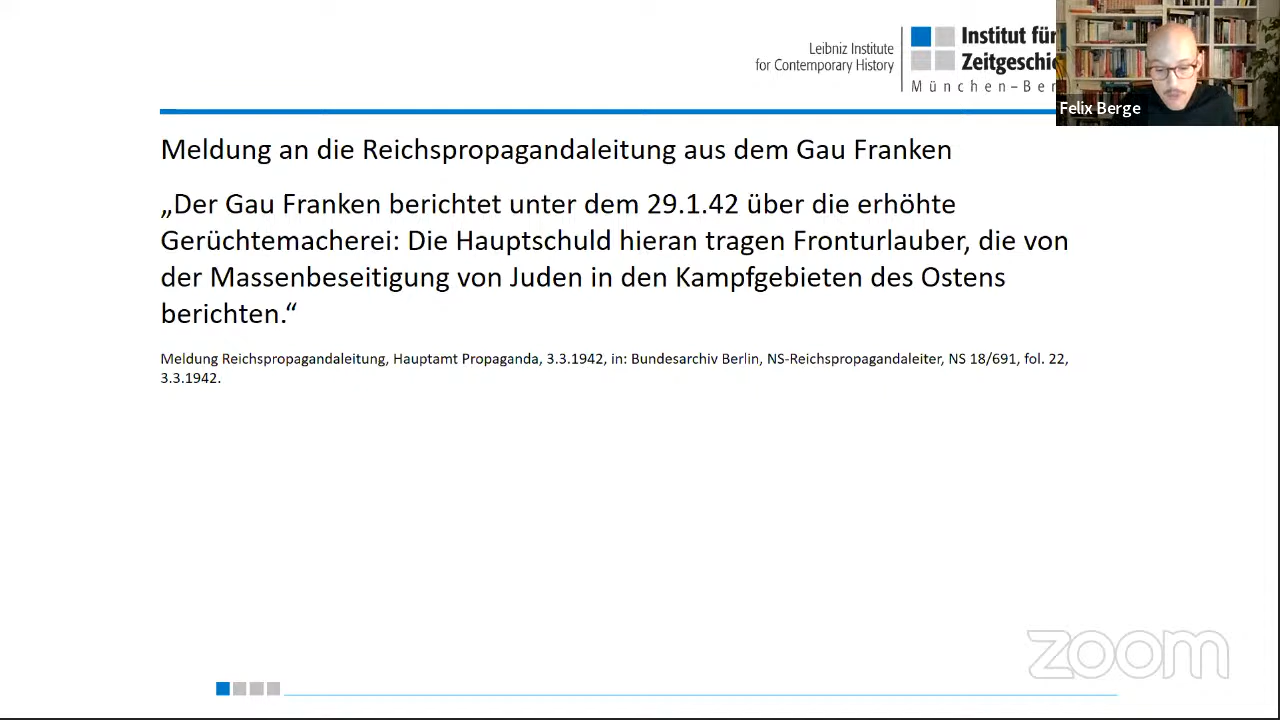 Leibniz Institute
for Contemporary History
Institut für
Zeitgeschic
München–Ber
Felix Berge
Meldung an die Reichspropagandaleitung aus dem Gau Franken
„Der Gau Franken berichtet unter dem 29.1.42 über die erhöhte
Gerüchtemacherei: Die Hauptschuld hieran tragen Fronturlauber, die von
der Massenbeseitigung von Juden in den Kampfgebieten des Ostens
berichten.“
Meldung Reichspropagandaleitung, Hauptamt Propaganda, 3.3.1942, in: Bundesarchiv Berlin, NS-Reichspropagandaleiter, NS 18/691, fol. 22,
3.3.1942.
zoom